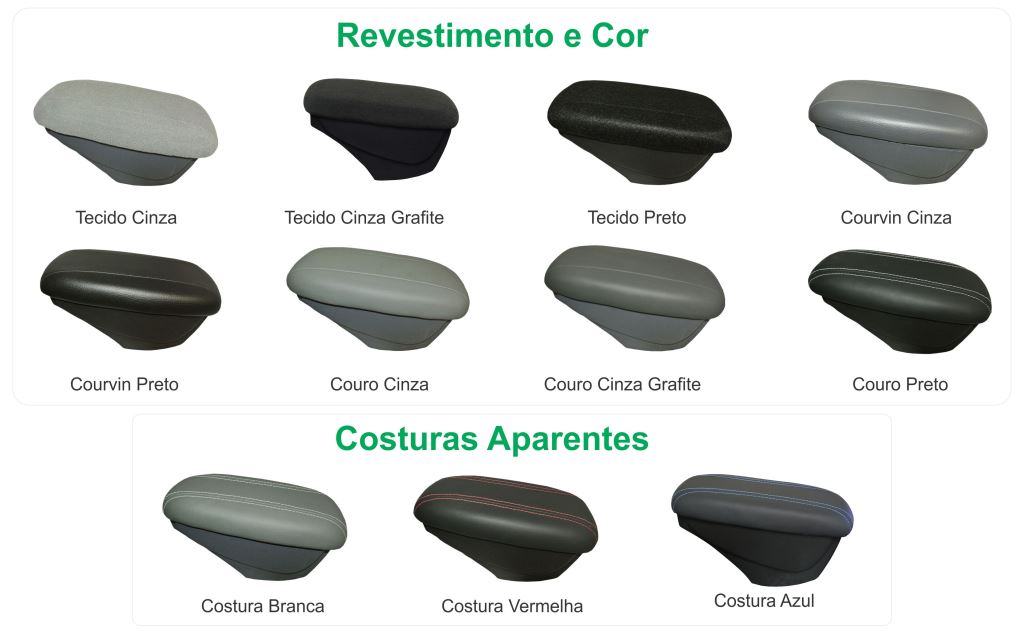 Revestimento e Cor
Tecido Cinza
Tecido Cinza Grafite
Tecido Preto
Courvin Cinza
Courvin Preto
Couro Cinza
Couro Cinza Grafite
Couro Preto
Costuras Aparentes
Costura Branca
Costura Vermelha
Costura Azul